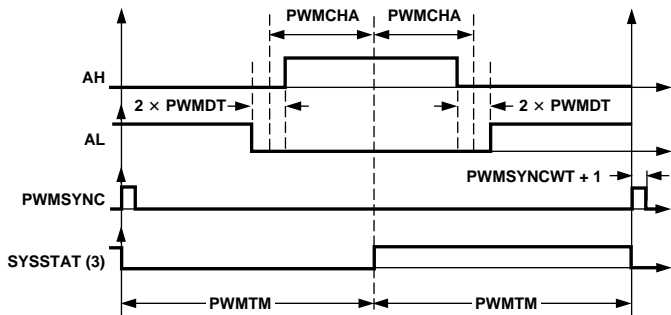 PWMCHA PWMCHA
AH
2 × PWMDT 2 × PWMDT
AL
PWMSYNCWT + 1
PWMSYNC
SYSSTAT (3)
PWMTM PWMTM